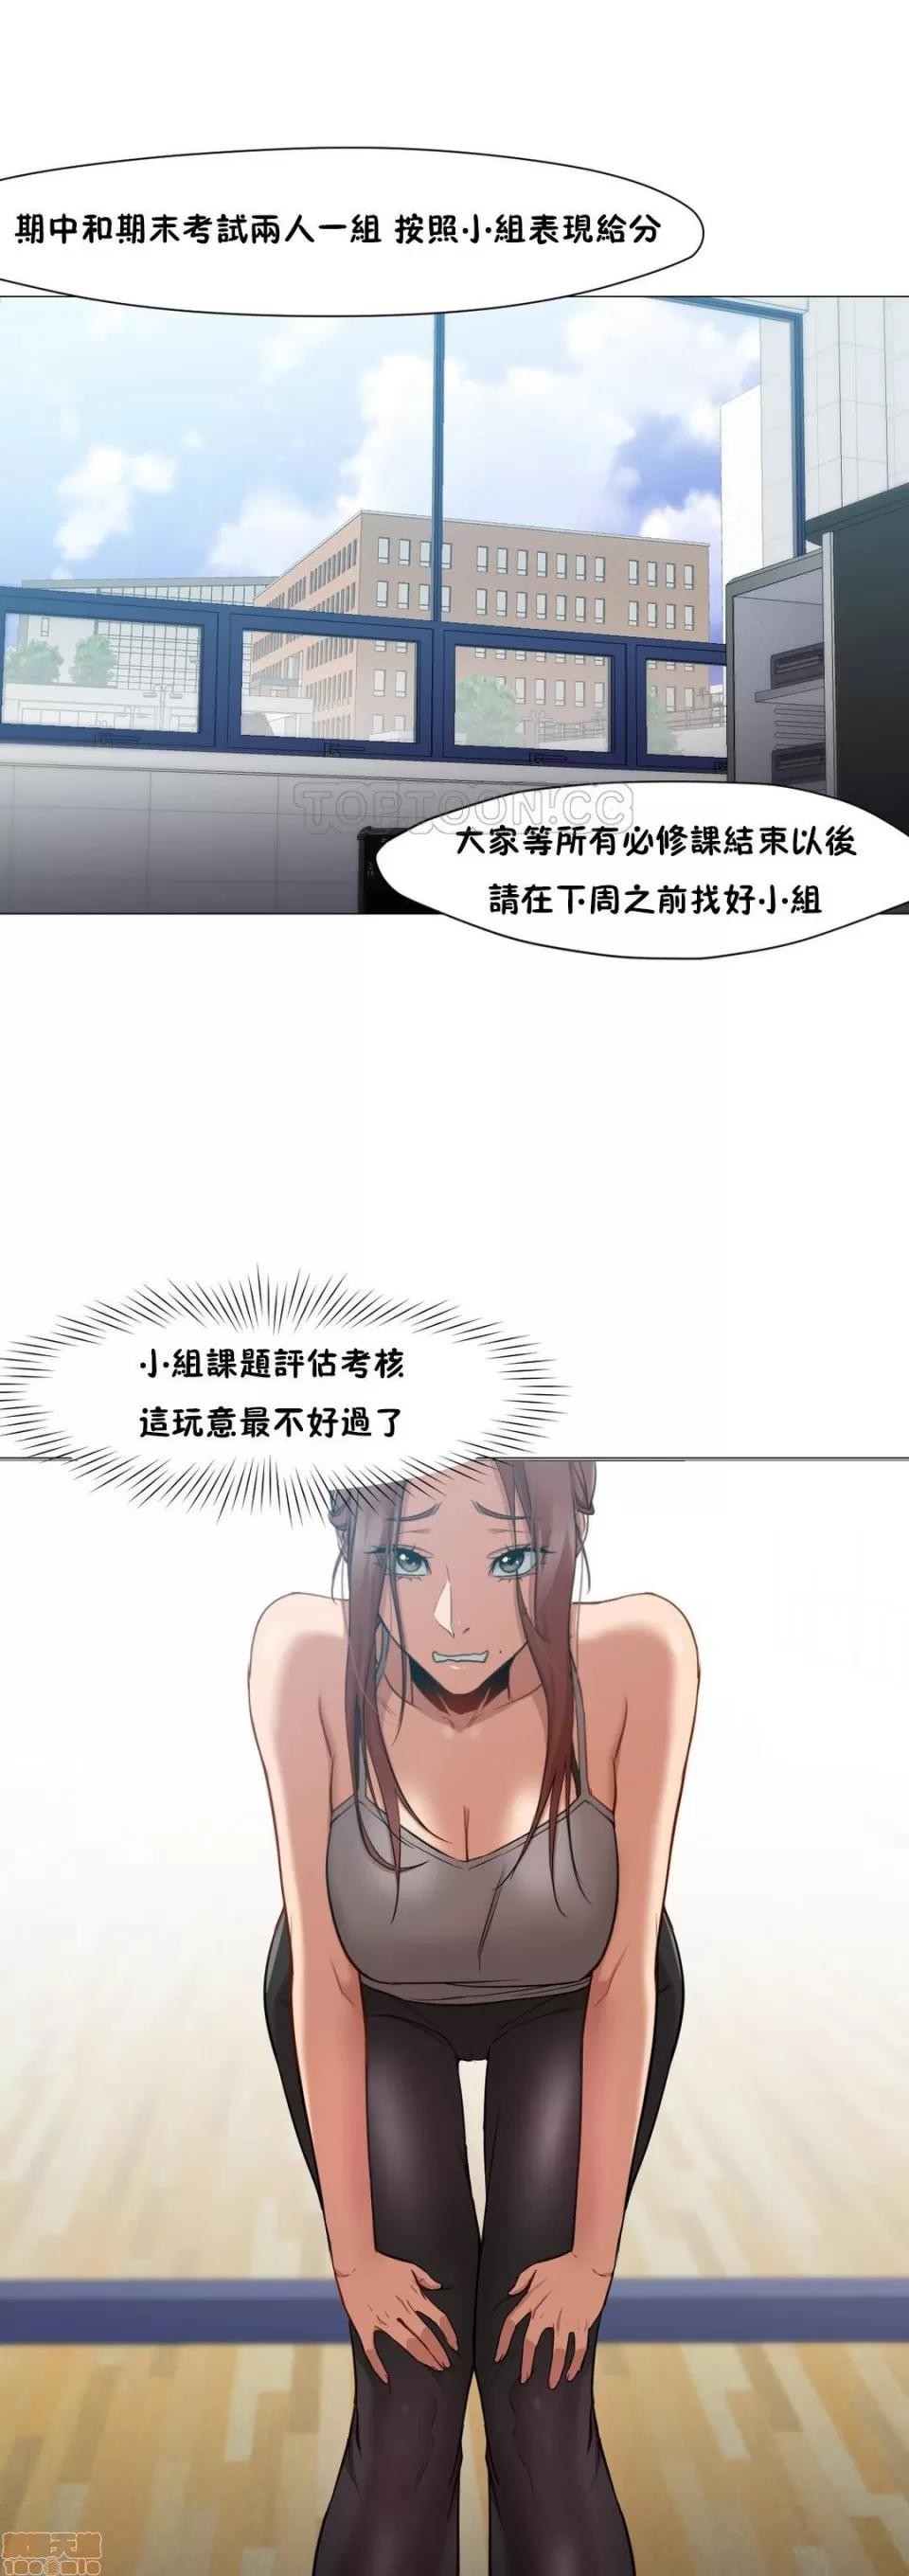 期中和期末考試兩人一組 按照小組表現給分
TOPTOON.CC
大家等所有必修課結束以後
請在下周之前找好小組
小組課題評估考核
這玩意最不好過了